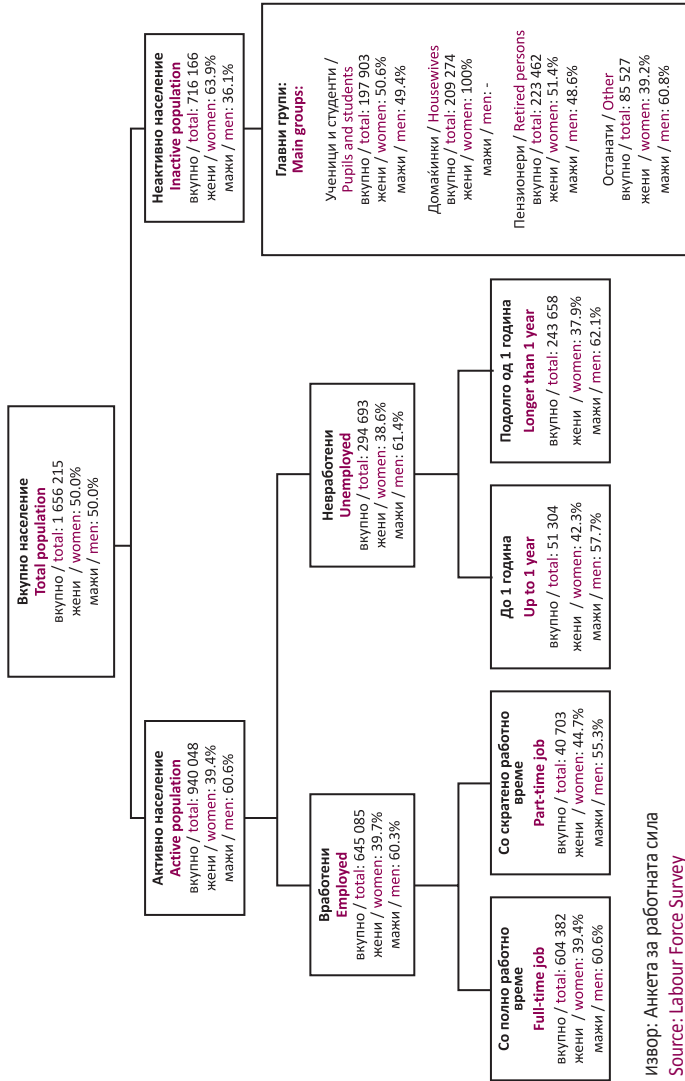 Вкупно население
Total population
вкупно / total: 1 656 215
жени / women: 50.0%
мажи / men: 50.0%
Активно население
Active population
вкупно / total: 940 048
жени / women: 39.4%
мажи / men: 60.6%
Неактивно население
Inactive population
вкупно / total: 716 166
жени / women: 63.9%
мажи / men: 36.1%
Вработени
Employed
вкупно / total: 645 085
жени / women: 39.7%
мажи / men: 60.3%
Невработени
Unemployed
вкупно / total: 294 693
жени / women: 38.6%
мажи / men: 61.4%
Главни групи:
Main groups:
Ученици и студенти /
Pupils and students
вкупно / total: 197 903
жени / women: 50.6%
мажи / men: 49.4%
Домаќинки / Housewives
вкупно / total: 209 274
жени / women: 100%
мажи / men: -
Пензионери / Retired persons
вкупно / total: 223 462
жени / women: 51.4%
мажи / men: 48.6%
Останати / Other
вкупно / total: 85 527
жени / women: 39.2%
мажи / men: 60.8%
Со полно работно
време
Full-time job
вкупно / total: 604 382
жени / women: 39.4%
мажи / men: 60.6%
Со скратено работно
време
Part-time job
вкупно / total: 40 703
жени / women: 44.7%
мажи / men: 55.3%
До 1 година
Up to 1 year
вкупно / total: 51 304
жени / women: 42.3%
мажи / men: 57.7%
Подолго од 1 година
Longer than 1 year
вкупно / total: 243 658
жени / women: 37.9%
мажи / men: 62.1%
Извор: Анкета за работната сила
Source: Labour Force Survey